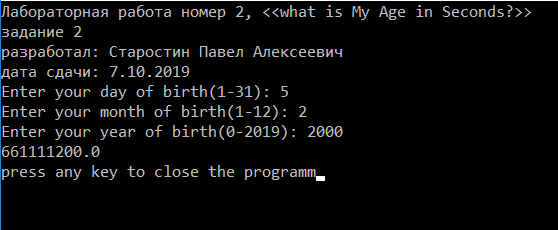 Лабораторная работа номер 2, <<what is My Age in Seconds?>>
задание 2
разработал: Старостин Павел Алексеевич
дата сдачи: 7.10.2019
Enter your day of birth(1-31): 5
Enter your month of birth(1-12): 2
Enter your year of birth(0-2019): 2000
661111200.0
press any key to close the programm